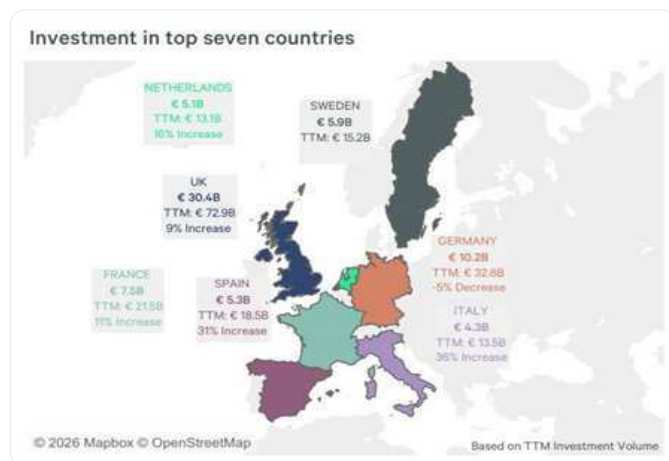 Investment in top seven countries
NETHERLANDS
€ 5.1B
TTM: € 13.1B
16% Increase
SWEDEN
€ 5.9B
TTM: € 15.2B
UK
€ 30.4B
TTM: € 72.9B
9% Increase
GERMANY
€ 10.2B
TTM: € 32.6B
-5% Decrease
FRANCE
€ 7.5B
TTM: € 21.5B
11% Increase
SPAIN
€ 5.3B
TTM: € 18.5B
31% Increase
ITALY
€ 4.3B
TTM: € 13.5B
36% Increase
© 2026 Mapbox © OpenStreetMap
Based on TTM Investment Volume